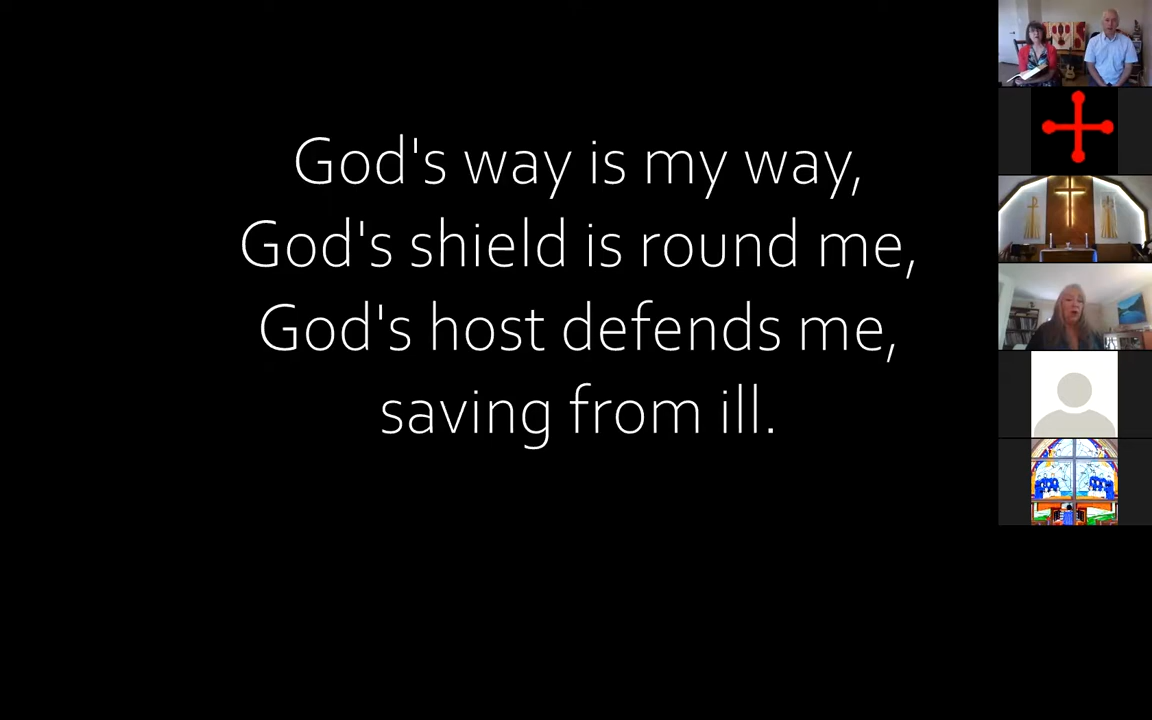 God's way is my way,
God's shield is round me,
God's host defends me,
saving from ill.